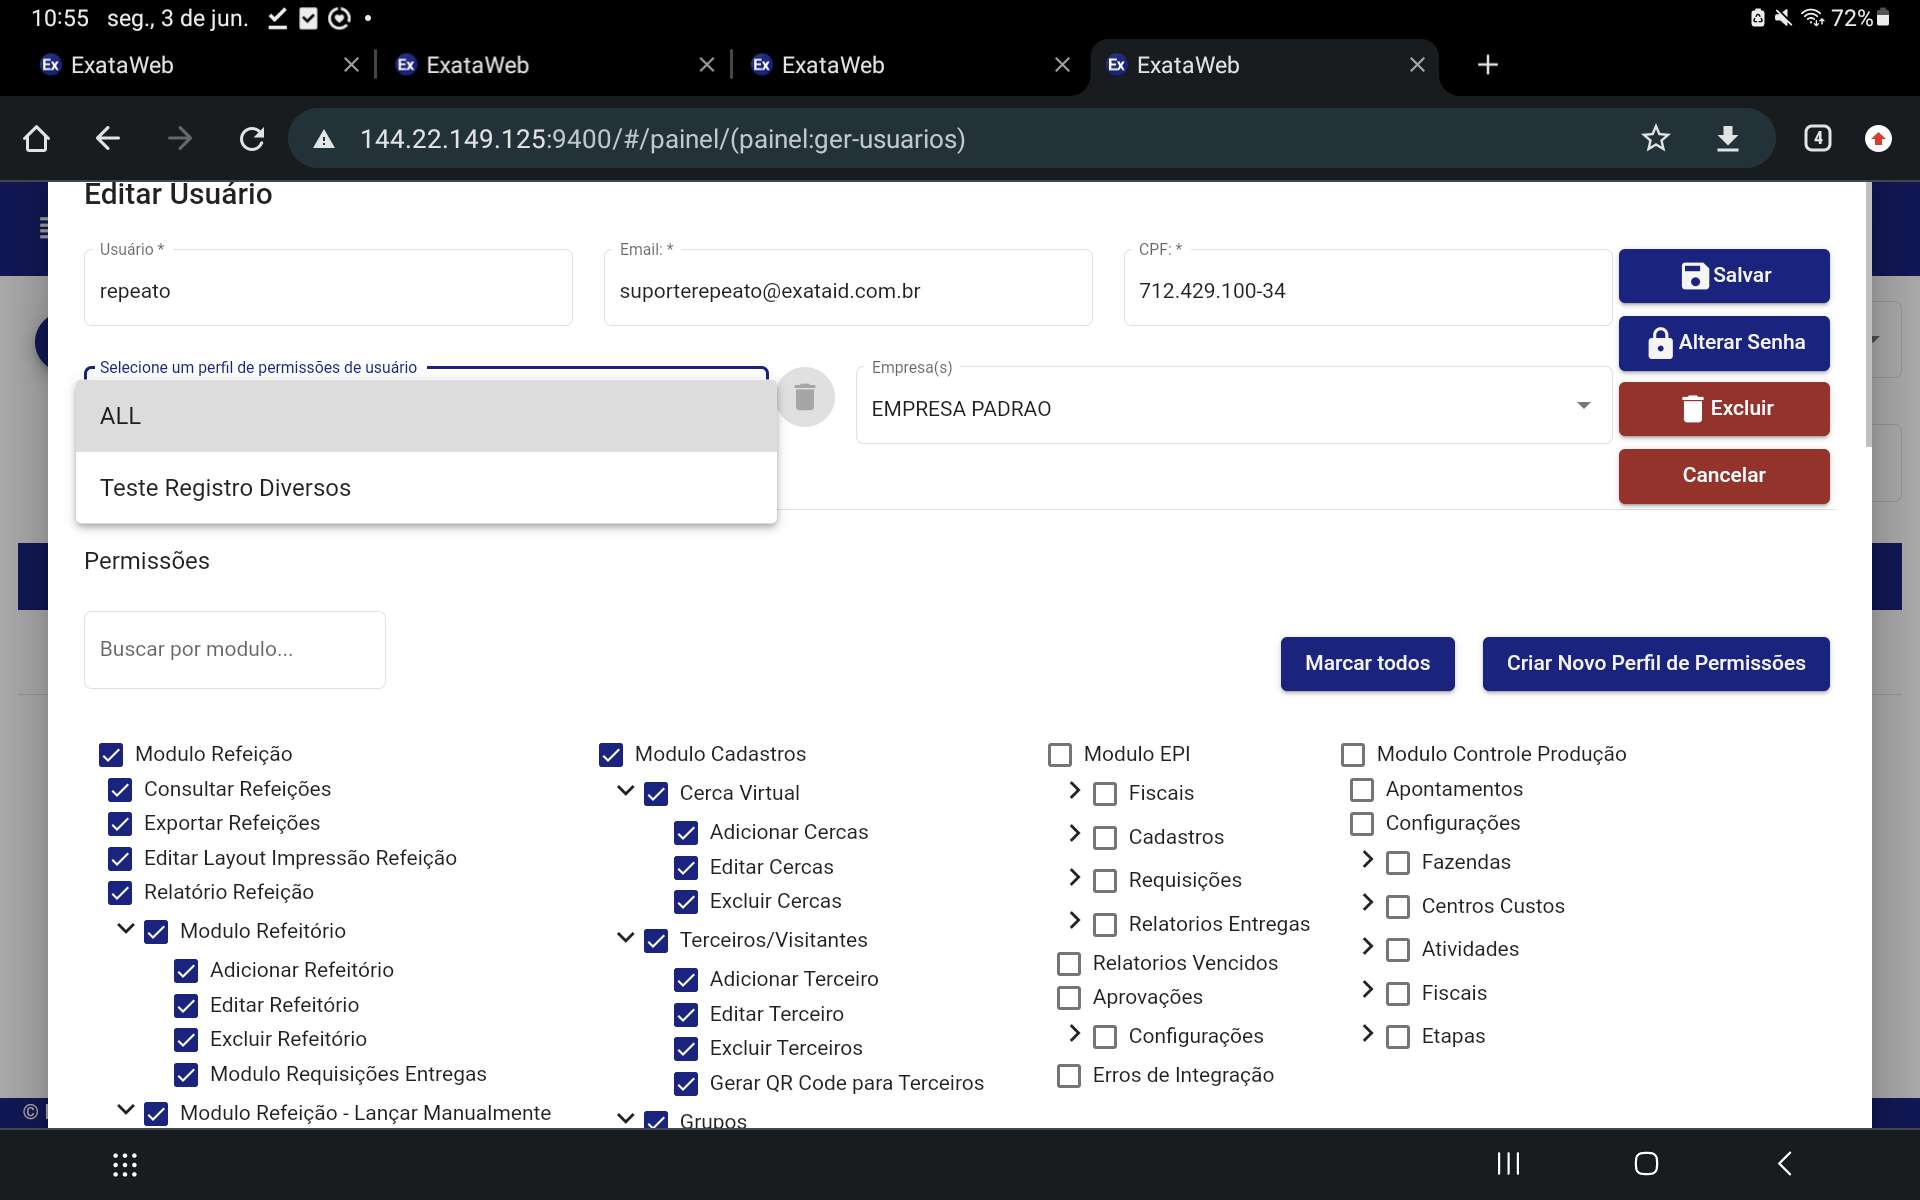 10:55 seg., 3 de jun. 72%
Ex ExataWeb Ex ExataWeb Ex ExataWeb Ex ExataWeb
144.22.149.125:9400/#/painel/(painel:ger-usuarios) 4
Editar Usuário
Usuário * Email: * CPF: *
repeato suporterepeato@exataid.com.br 712.429.100-34 Salvar
Alterar Senha
Selecione um perfil de permissões de usuário Empresa(s)
ALL EMPRESA PADRAO Excluir
Teste Registro Diversos Cancelar
Permissões
Buscar por modulo... Marcar todos Criar Novo Perfil de Permissões
Modulo Refeição
Consultar Refeições
Exportar Refeições
Editar Layout Impressão Refeição
Relatório Refeição
Modulo Refeitório
Adicionar Refeitório
Editar Refeitório
Excluir Refeitório
Modulo Requisições Entregas
Modulo Refeição - Lançar Manualmente
Modulo Cadastros
Cerca Virtual
Adicionar Cercas
Editar Cercas
Excluir Cercas
Terceiros/Visitantes
Adicionar Terceiro
Editar Terceiro
Excluir Terceiros
Gerar QR Code para Terceiros
Grupos
Modulo EPI
Fiscais
Cadastros
Requisições
Relatorios Entregas
Relatorios Vencidos
Aprovações
Configurações
Erros de Integração
Modulo Controle Produção
Apontamentos
Configurações
Fazendas
Centros Custos
Atividades
Fiscais
Etapas
©